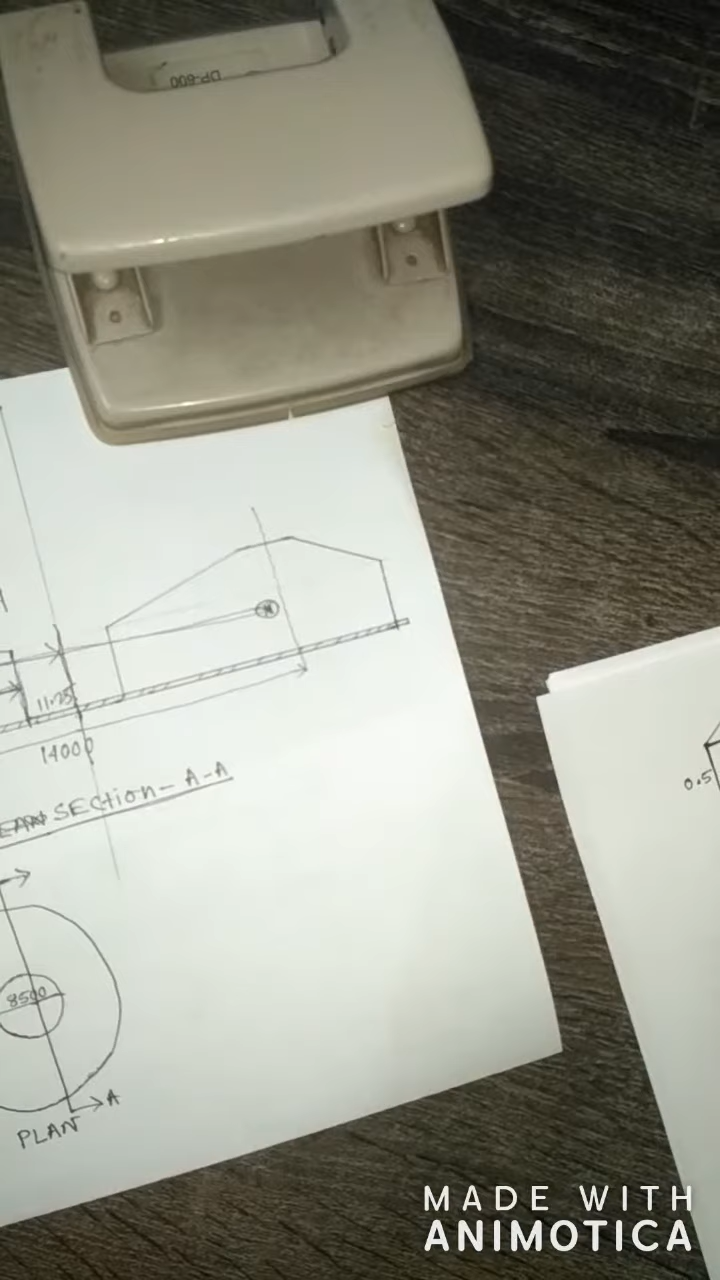 DP-600
11.25
14000
SECtion-A-A
0.5
8500
A
PLAN
MADE WITH
ANIMOTICA